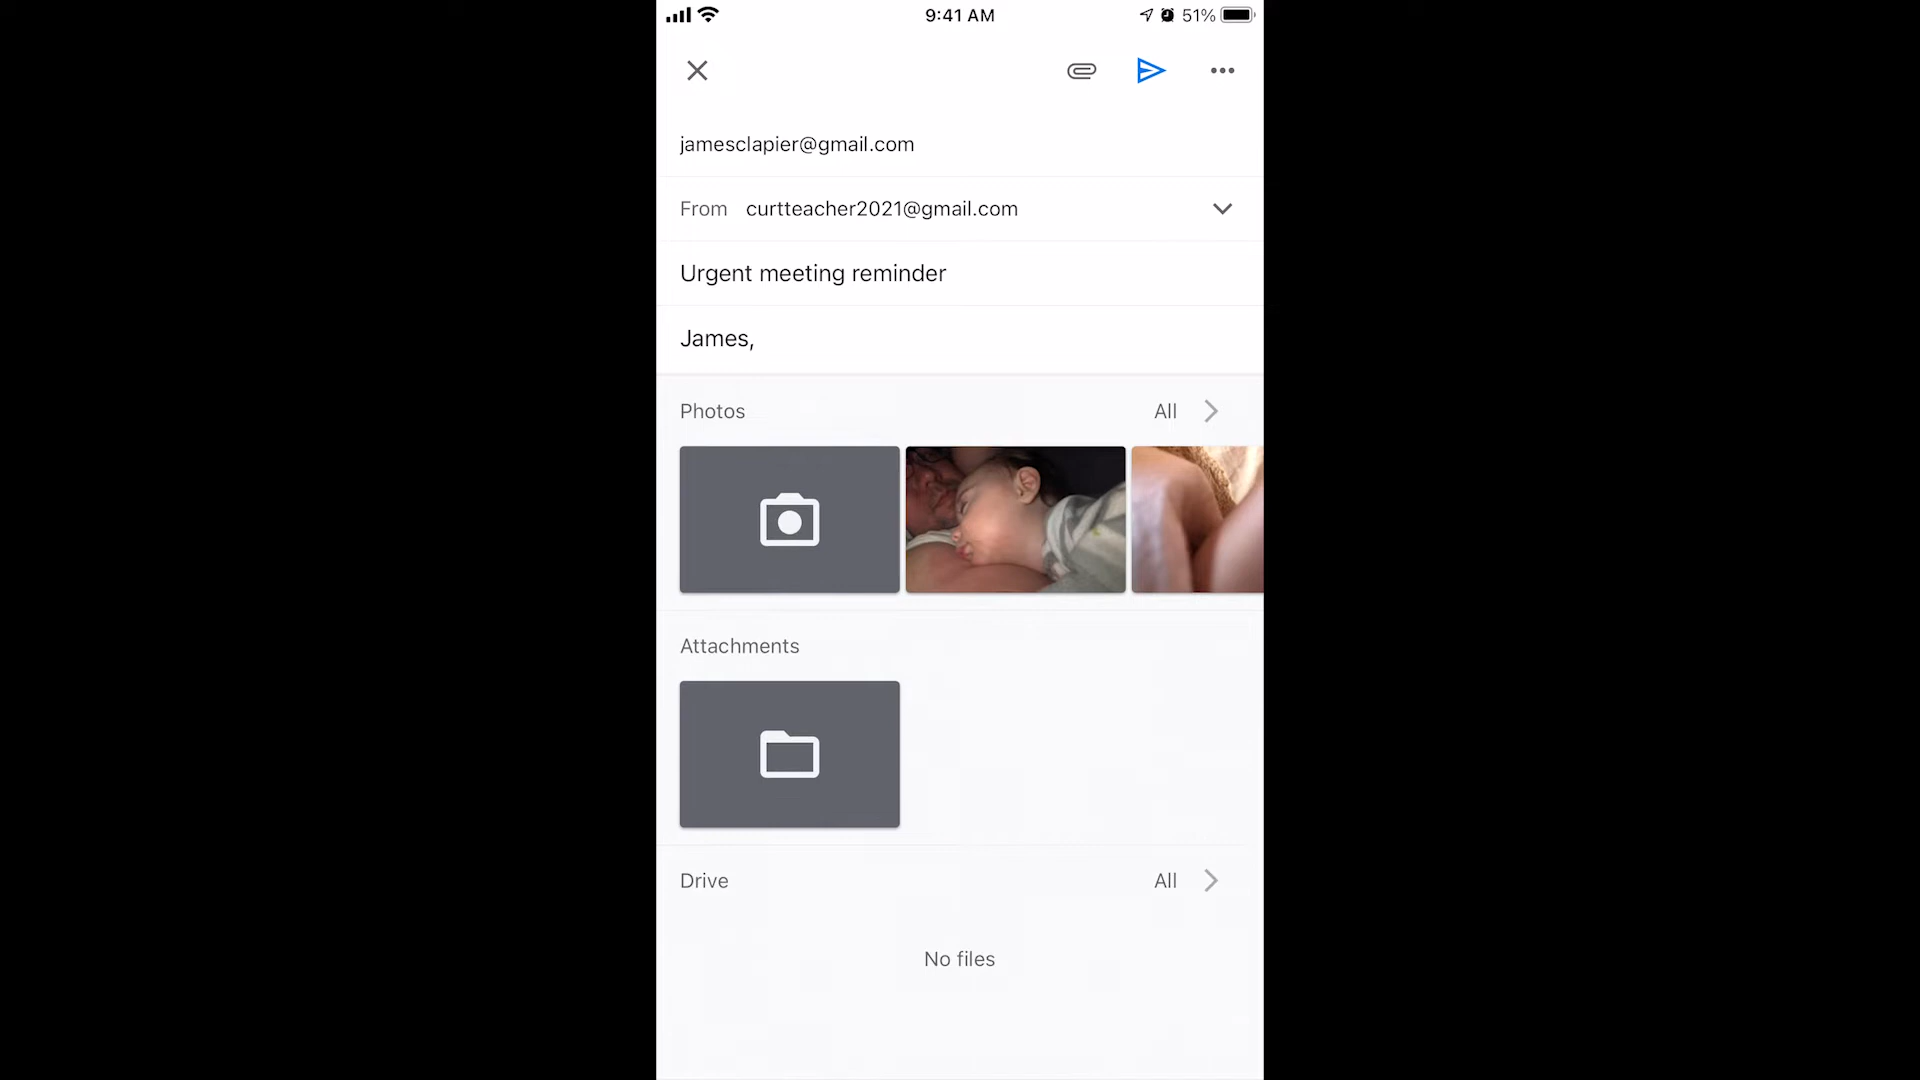 9:41 AM
51%
jamesclapier@gmail.com
From curtteacher2021@gmail.com
Urgent meeting reminder
James,
Photos All
Attachments
Drive All
No files